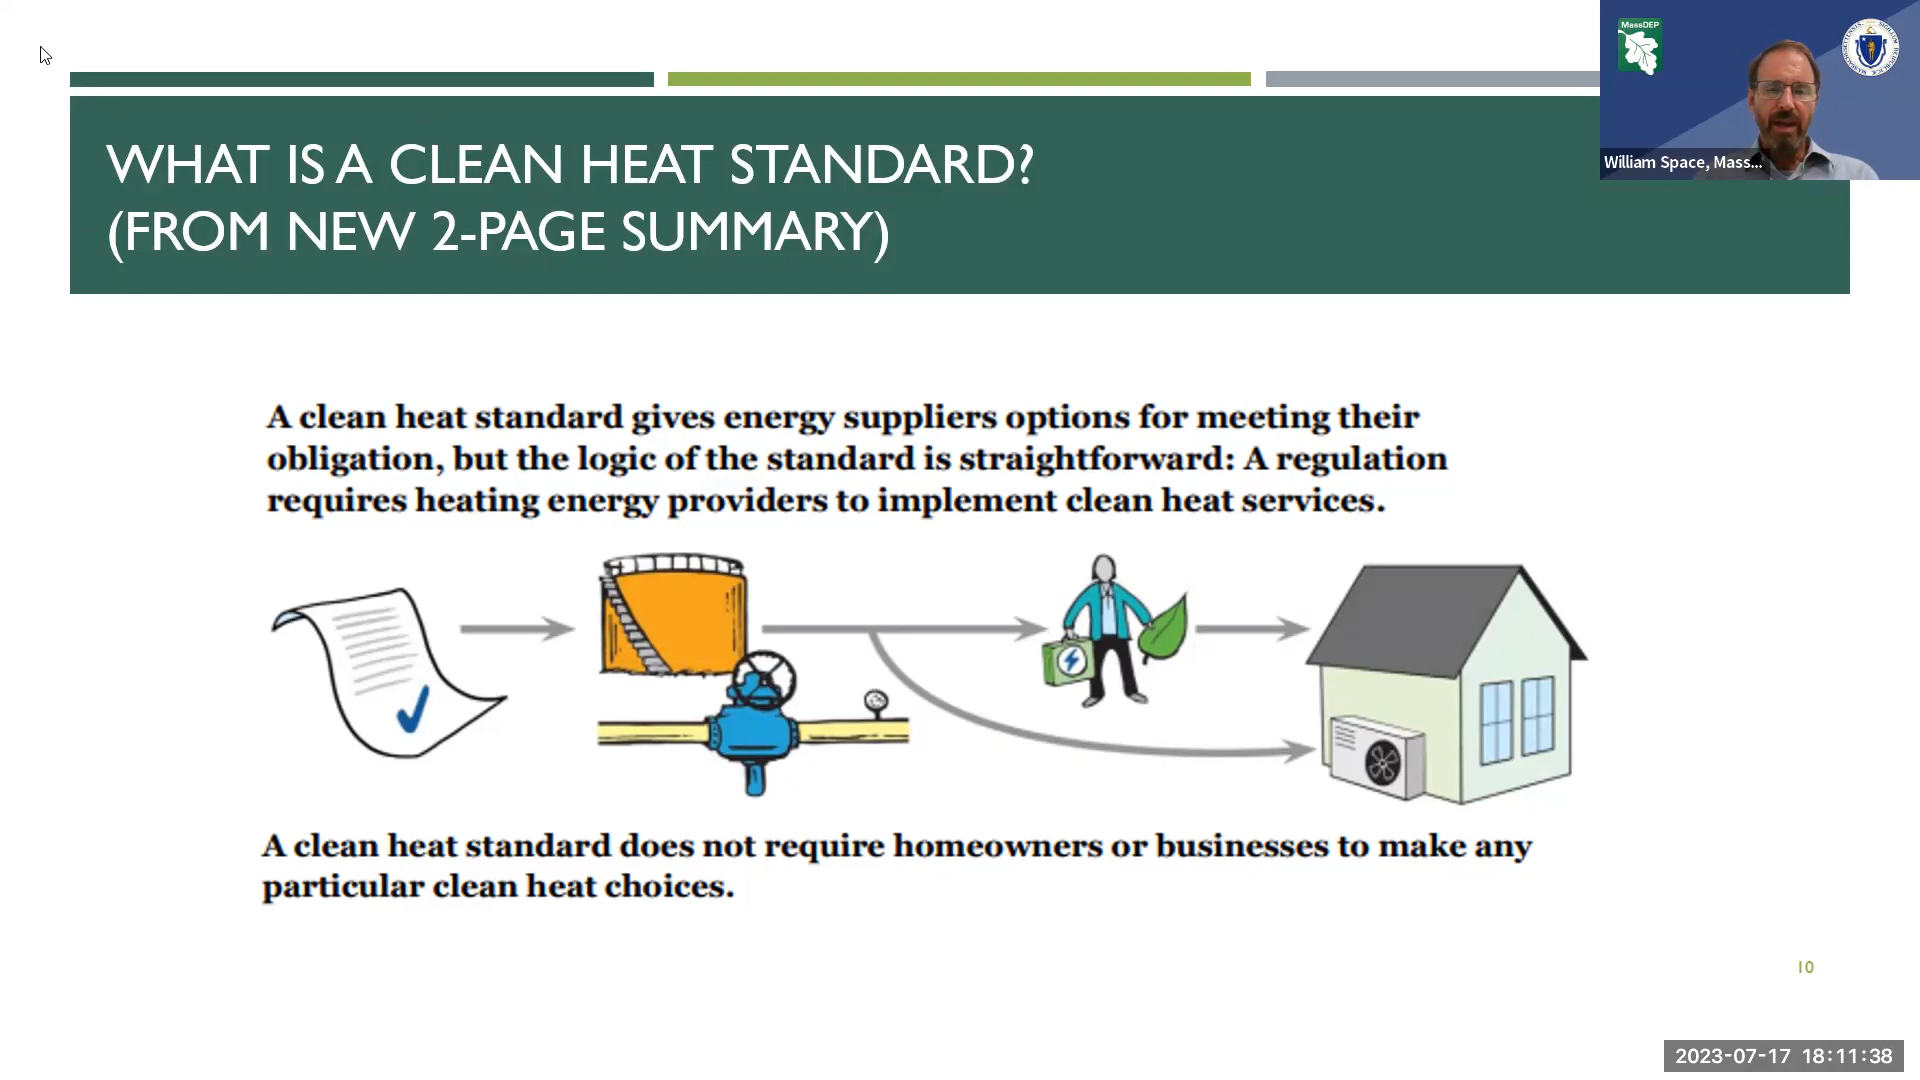 WHAT IS A CLEAN HEAT STANDARD?
(FROM NEW 2-PAGE SUMMARY)
MassDEP
William Space, Mass...
A clean heat standard gives energy suppliers options for meeting their
obligation, but the logic of the standard is straightforward: A regulation
requires heating energy providers to implement clean heat services.
A clean heat standard does not require homeowners or businesses to make any
particular clean heat choices.
10
2023-07-17 18:11:38